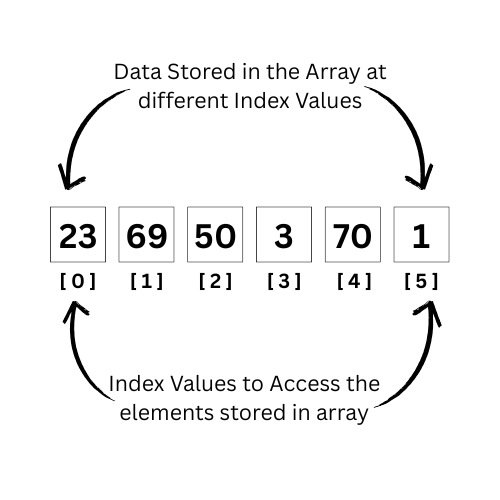 Data Stored in the Array at
different Index Values
23 69 50 3 70 1
[0] [1] [2] [3] [4] [5]
Index Values to Access the
elements stored in array